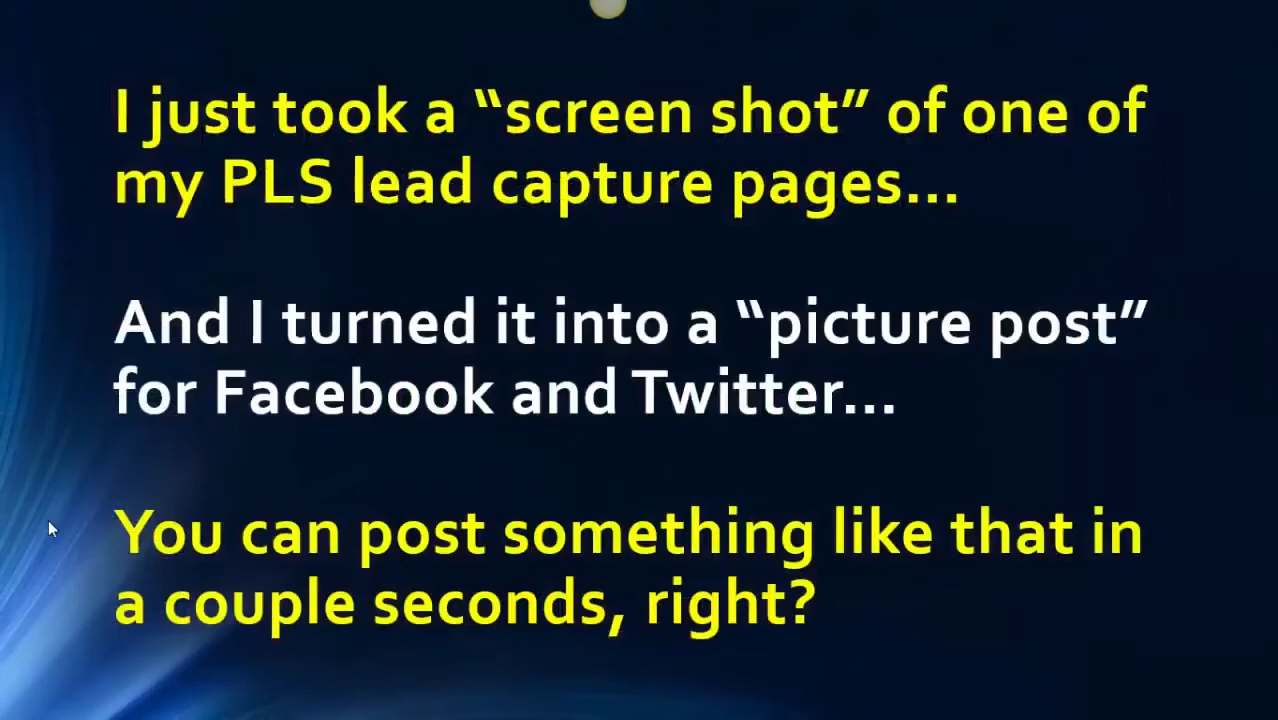 I just took a “screen shot” of one of
my PLS lead capture pages...
And I turned it into a “picture post”
for Facebook and Twitter...
You can post something like that in
a couple seconds, right?